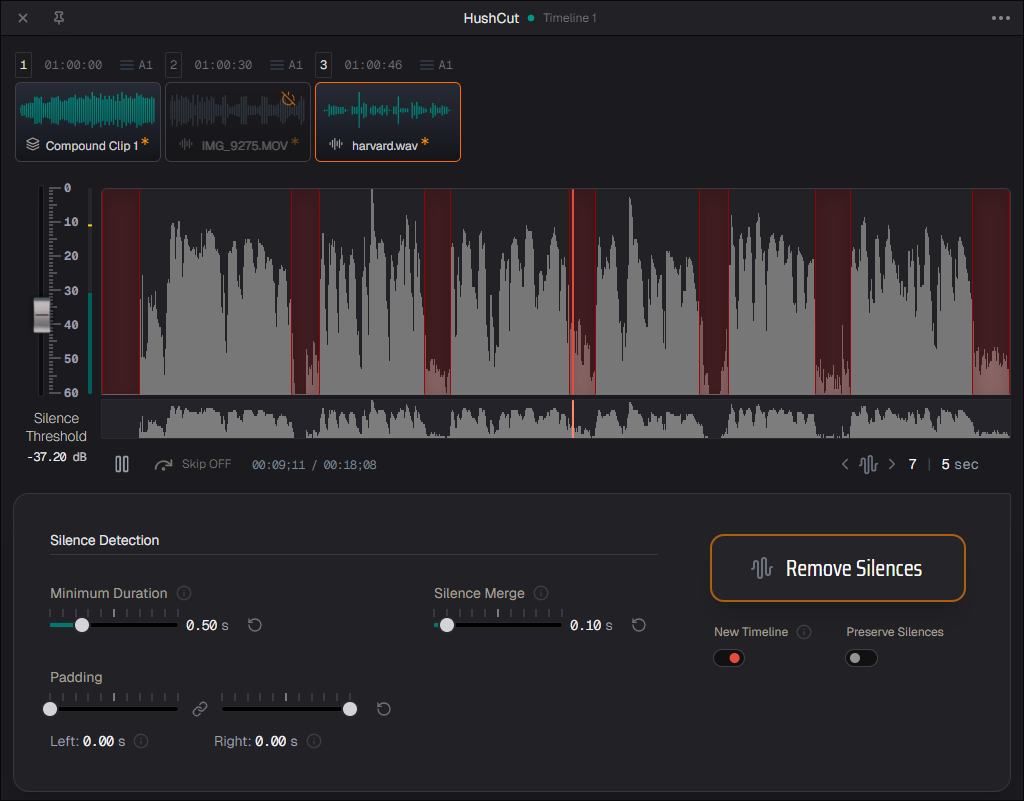 HushCut Timeline 1
1 01:00:00 A1 2 01:00:30 A1 3 01:00:46 A1
Compound Clip 1* IMG_9275.MOV* harvard.wav*
0
10
20
30
40
50
60
Silence
Threshold
-37.20 dB
Skip OFF 00:09;11 / 00:18;08 7 | 5 sec
Silence Detection
Remove Silences
Minimum Duration Silence Merge
0.50 s 0.10 s
New Timeline Preserve Silences
Padding
Left: 0.00 s Right: 0.00 s